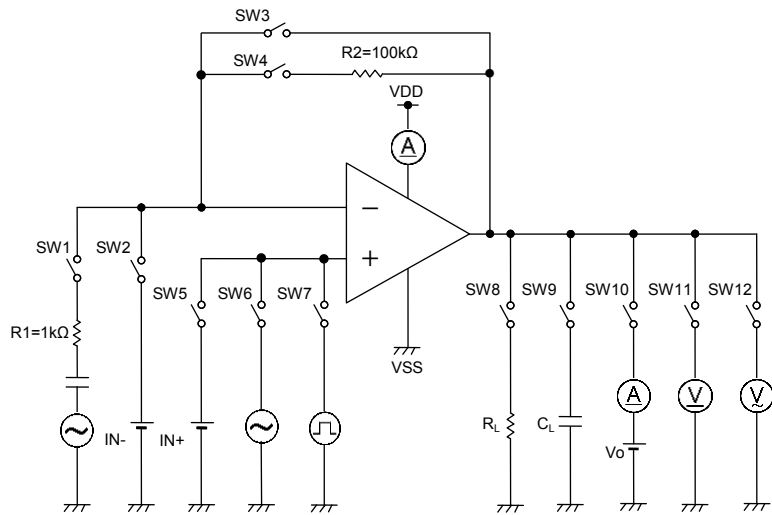 SW3
SW4
R2=100kΩ
VDD
A
SW1
SW2
SW5
SW6
SW7
SW8
SW9
SW10
SW11
SW12
VSS
R1=1kΩ
A
V
V
IN-
IN+
RL
CL
Vo